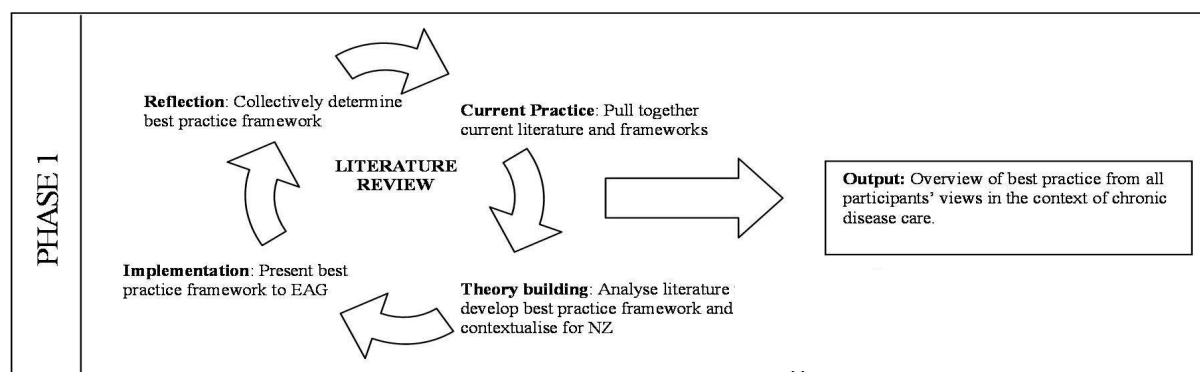 PHASE 1
Reflection: Collectively determine
best practice framework
Current Practice: Pull together
current literature and frameworks
LITERATURE
REVIEW
Implementation: Present best
practice framework to EAG
Theory building: Analyse literature
develop best practice framework and
contextualise for NZ
Output: Overview of best practice from all
participants' views in the context of chronic
disease care.